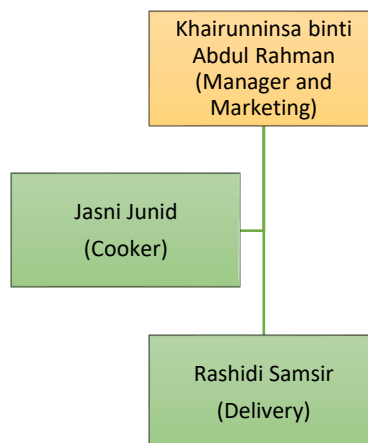 Khairunninsa binti
Abdul Rahman
(Manager and
Marketing)
Jasni Junid
(Cooker)
Rashidi Samsir
(Delivery)